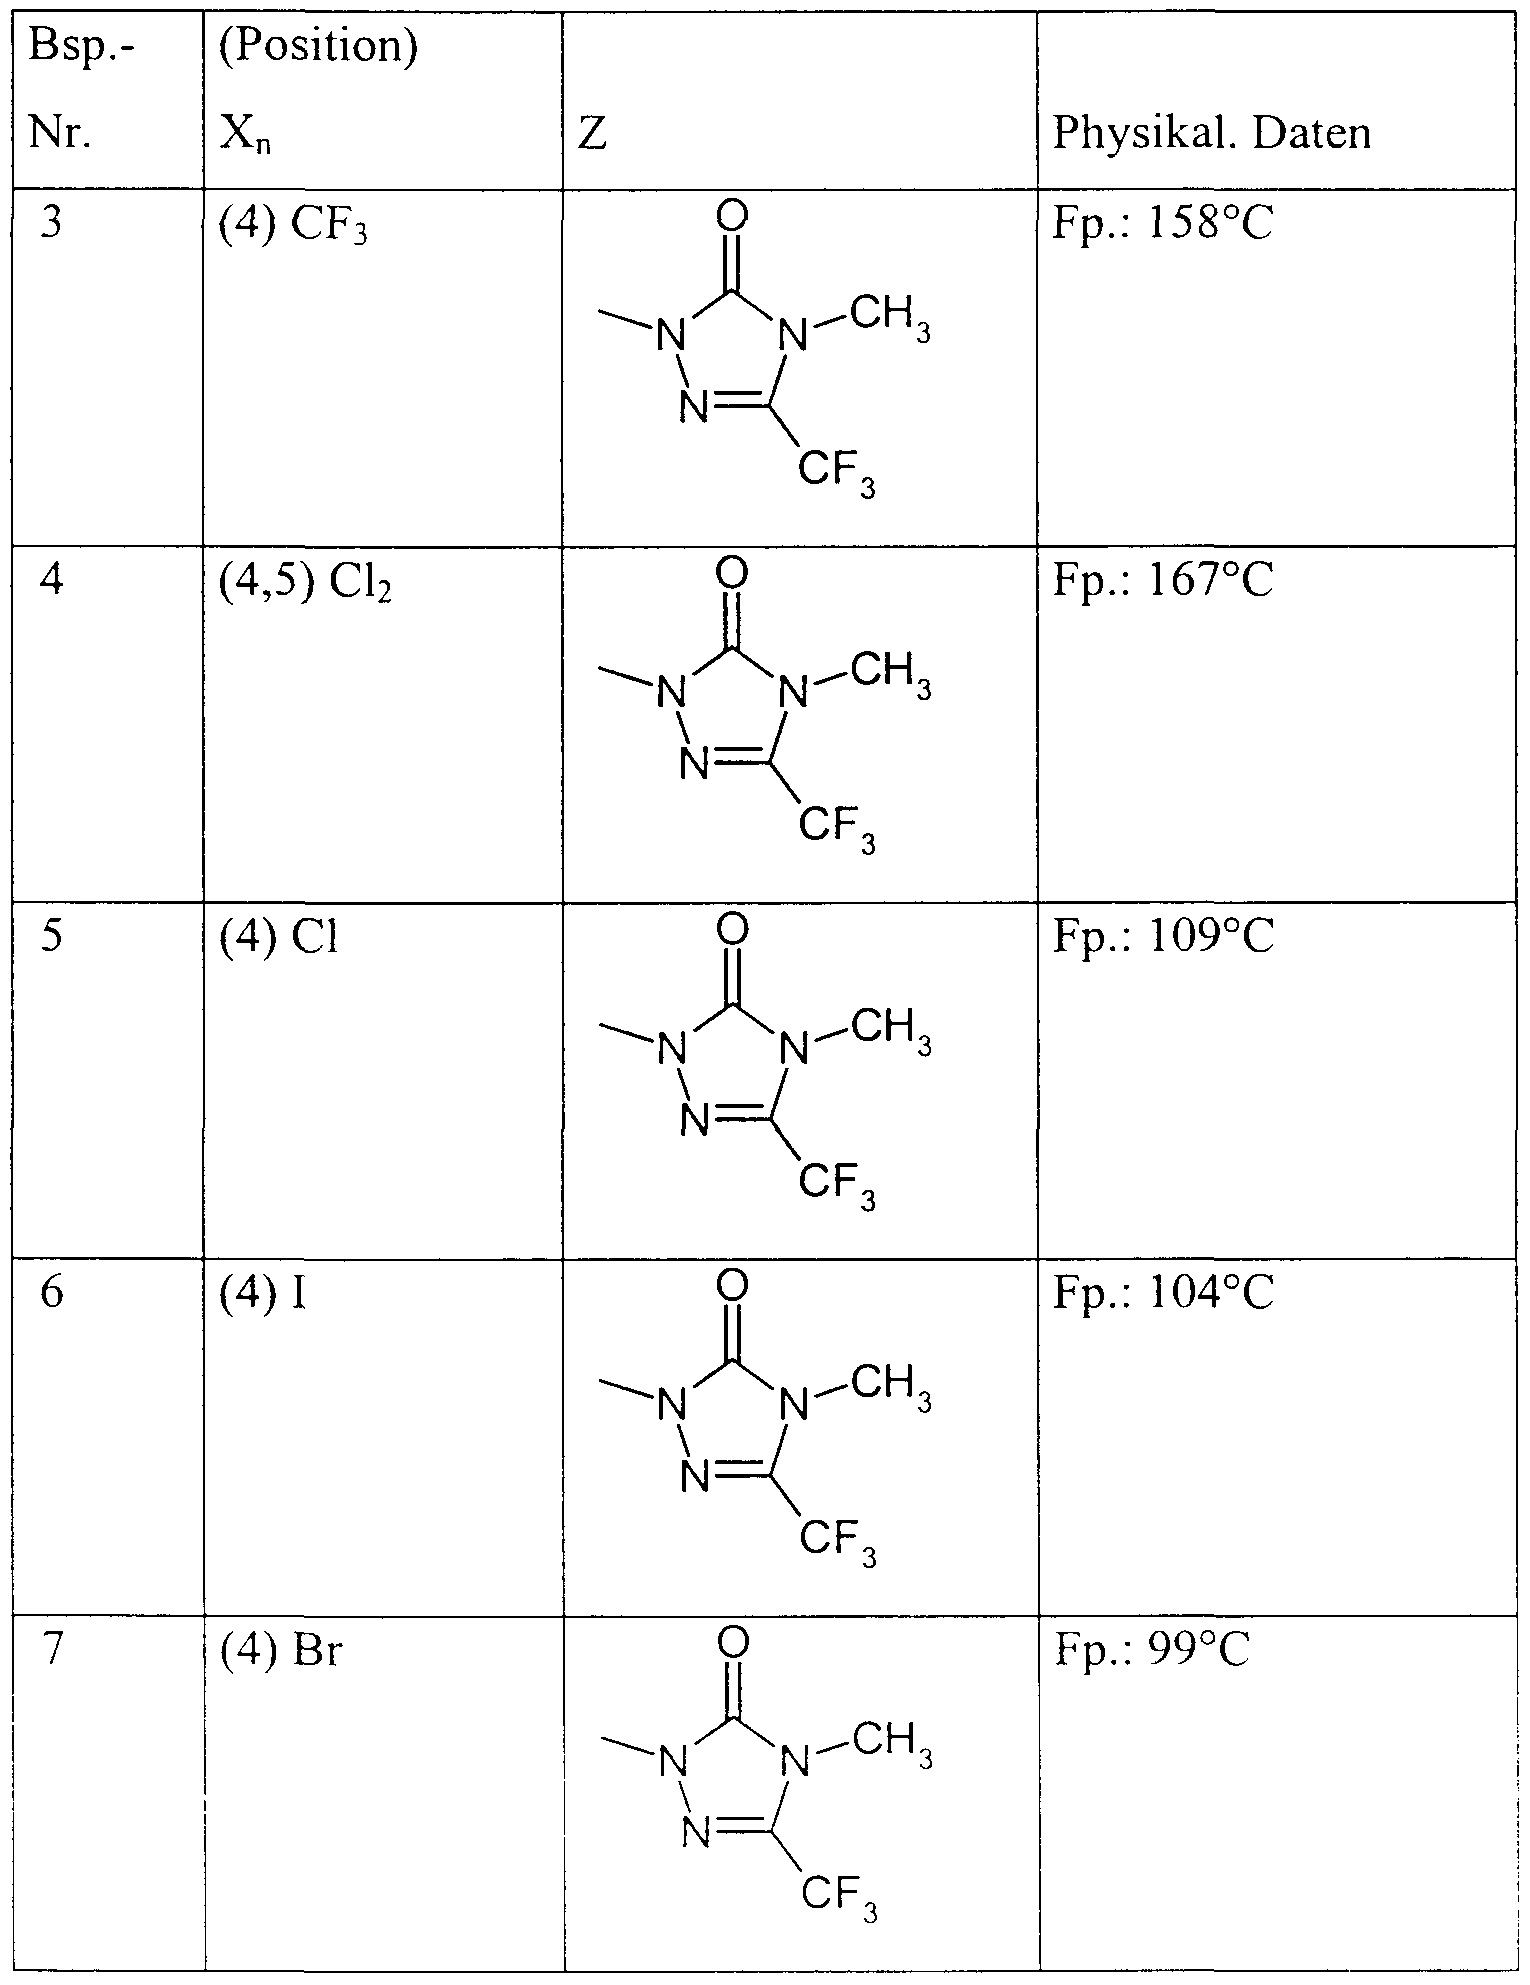 Bsp.- (Position)
Nr. Xn Z Physikal. Daten
3 (4) CF3 Fp.: 158°C
O
N N CH3
N
CF3
4 (4,5) Cl2 Fp.: 167°C
O
N N CH3
N
CF3
5 (4) Cl Fp.: 109°C
O
N N CH3
N
CF3
6 (4) I Fp.: 104°C
O
N N CH3
N
CF3
7 (4) Br Fp.: 99°C
O
N N CH3
N
CF3